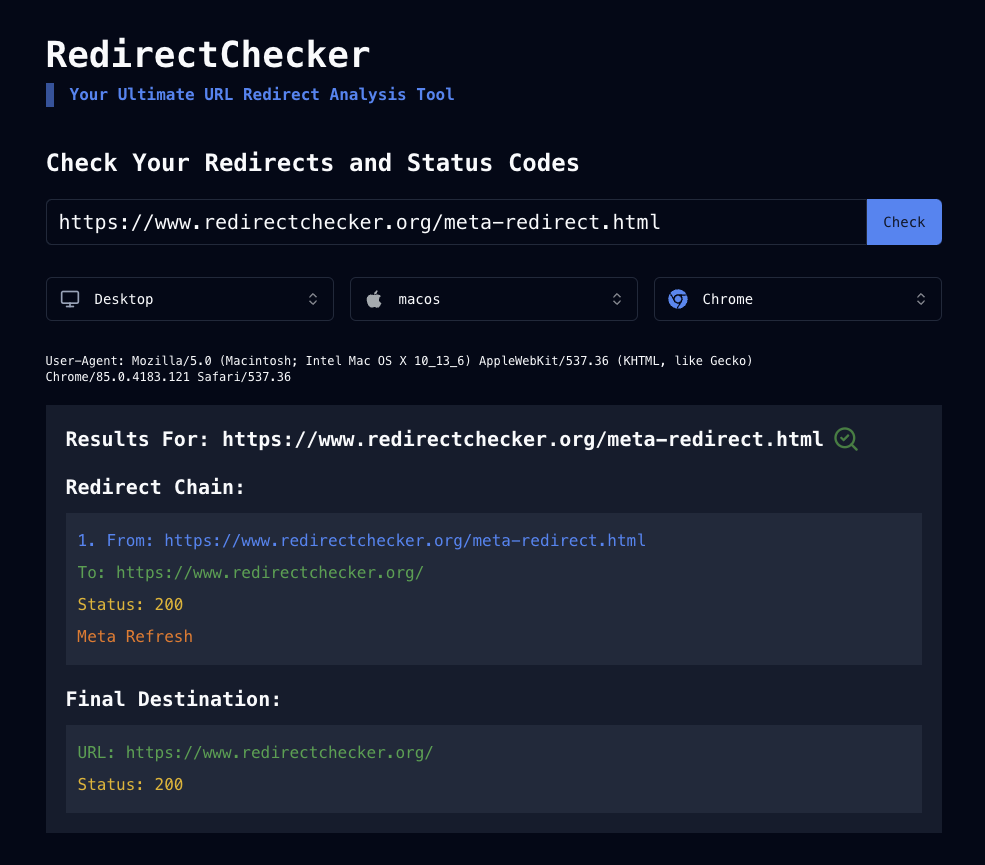 RedirectChecker
Your Ultimate URL Redirect Analysis Tool
Check Your Redirects and Status Codes
https://www.redirectchecker.org/meta-redirect.html
Check
Desktop
macos
Chrome
User-Agent: Mozilla/5.0 (Macintosh; Intel Mac OS X 10_13_6) AppleWebKit/537.36 (KHTML, like Gecko)
Chrome/85.0.4183.121 Safari/537.36
Results For: https://www.redirectchecker.org/meta-redirect.html
Redirect Chain:
1. From: https://www.redirectchecker.org/meta-redirect.html
To: https://www.redirectchecker.org/
Status: 200
Meta Refresh
Final Destination:
URL: https://www.redirectchecker.org/
Status: 200